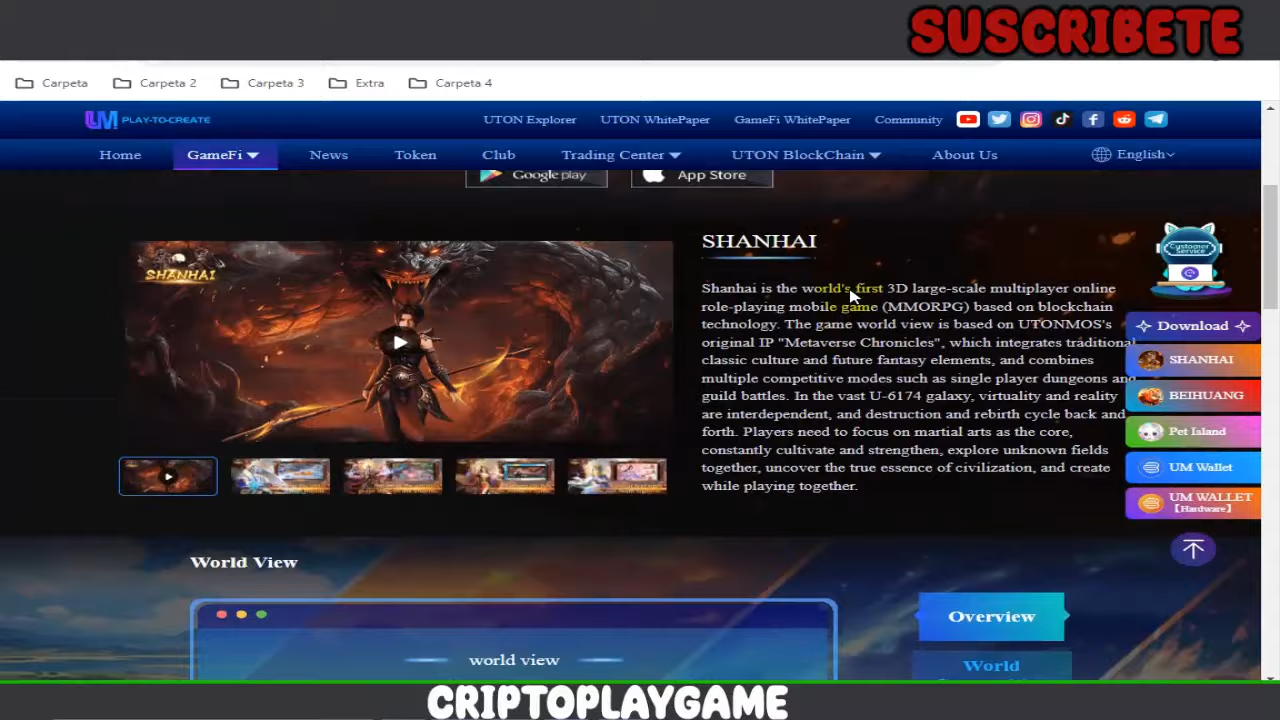 SUSCRIBETE
Carpeta Carpeta 2 Carpeta 3 Extra Carpeta 4
UM PLAY-TO-CREATE UTON Explorer UTON WhitePaper GameFi WhitePaper Community
Home GameFi News Token Club Trading Center UTON BlockChain About Us English
Google play App Store
SHANHAI
SHANHAI
Shanhai is the world's first 3D large-scale multiplayer online
role-playing mobile game (MMORPG) based on blockchain
technology. The game world view is based on UTONMOS's
original IP "Metaverse Chronicles", which integrates traditional
classic culture and future fantasy elements, and combines
multiple competitive modes such as single player dungeons and
guild battles. In the vast U-6174 galaxy, virtuality and reality
are interdependent, and destruction and rebirth cycle back and
forth. Players need to focus on martial arts as the core,
constantly cultivate and strengthen, explore unknown fields
together, uncover the true essence of civilization, and create
while playing together.
Customer
Service
Download
SHANHAI
BEIHUANG
Pet Island
UM Wallet
UM WALLET
【Hardware】
World View
world view
Overview
World
CRIPTOPLAYGAME